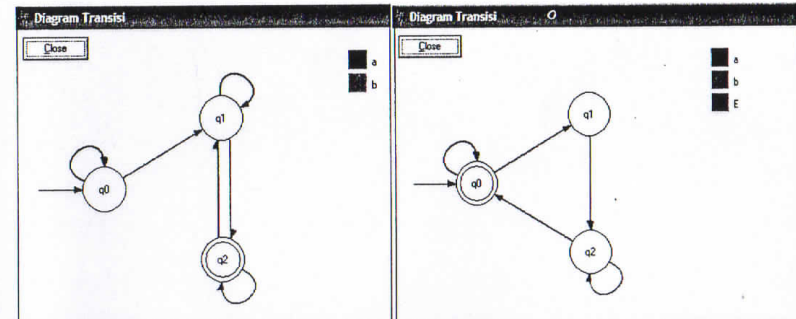 Diagram Transisi
Close
a
b
q1
q0
q2
Diagram Transisi
Close
a
b
E
q1
q0
q2